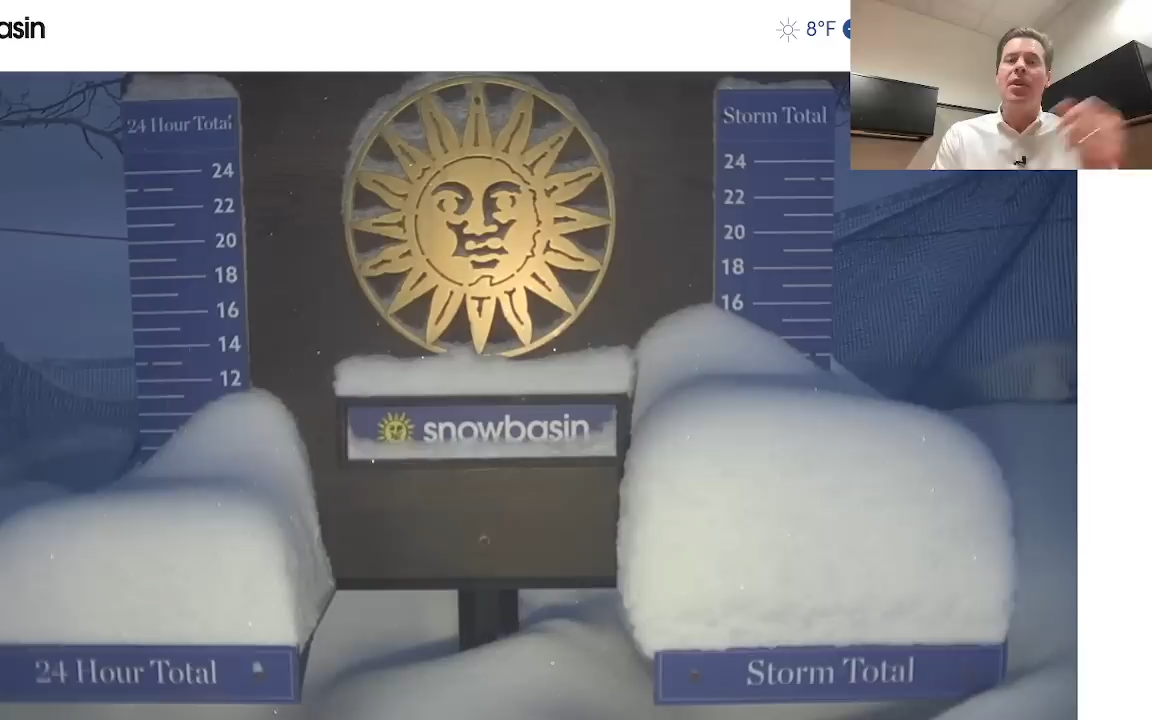 asin
8°F
24 Hour Total
24
22
20
18
16
14
12
Storm Total
24
22
20
18
16
snowbasin
24 Hour Total
Storm Total